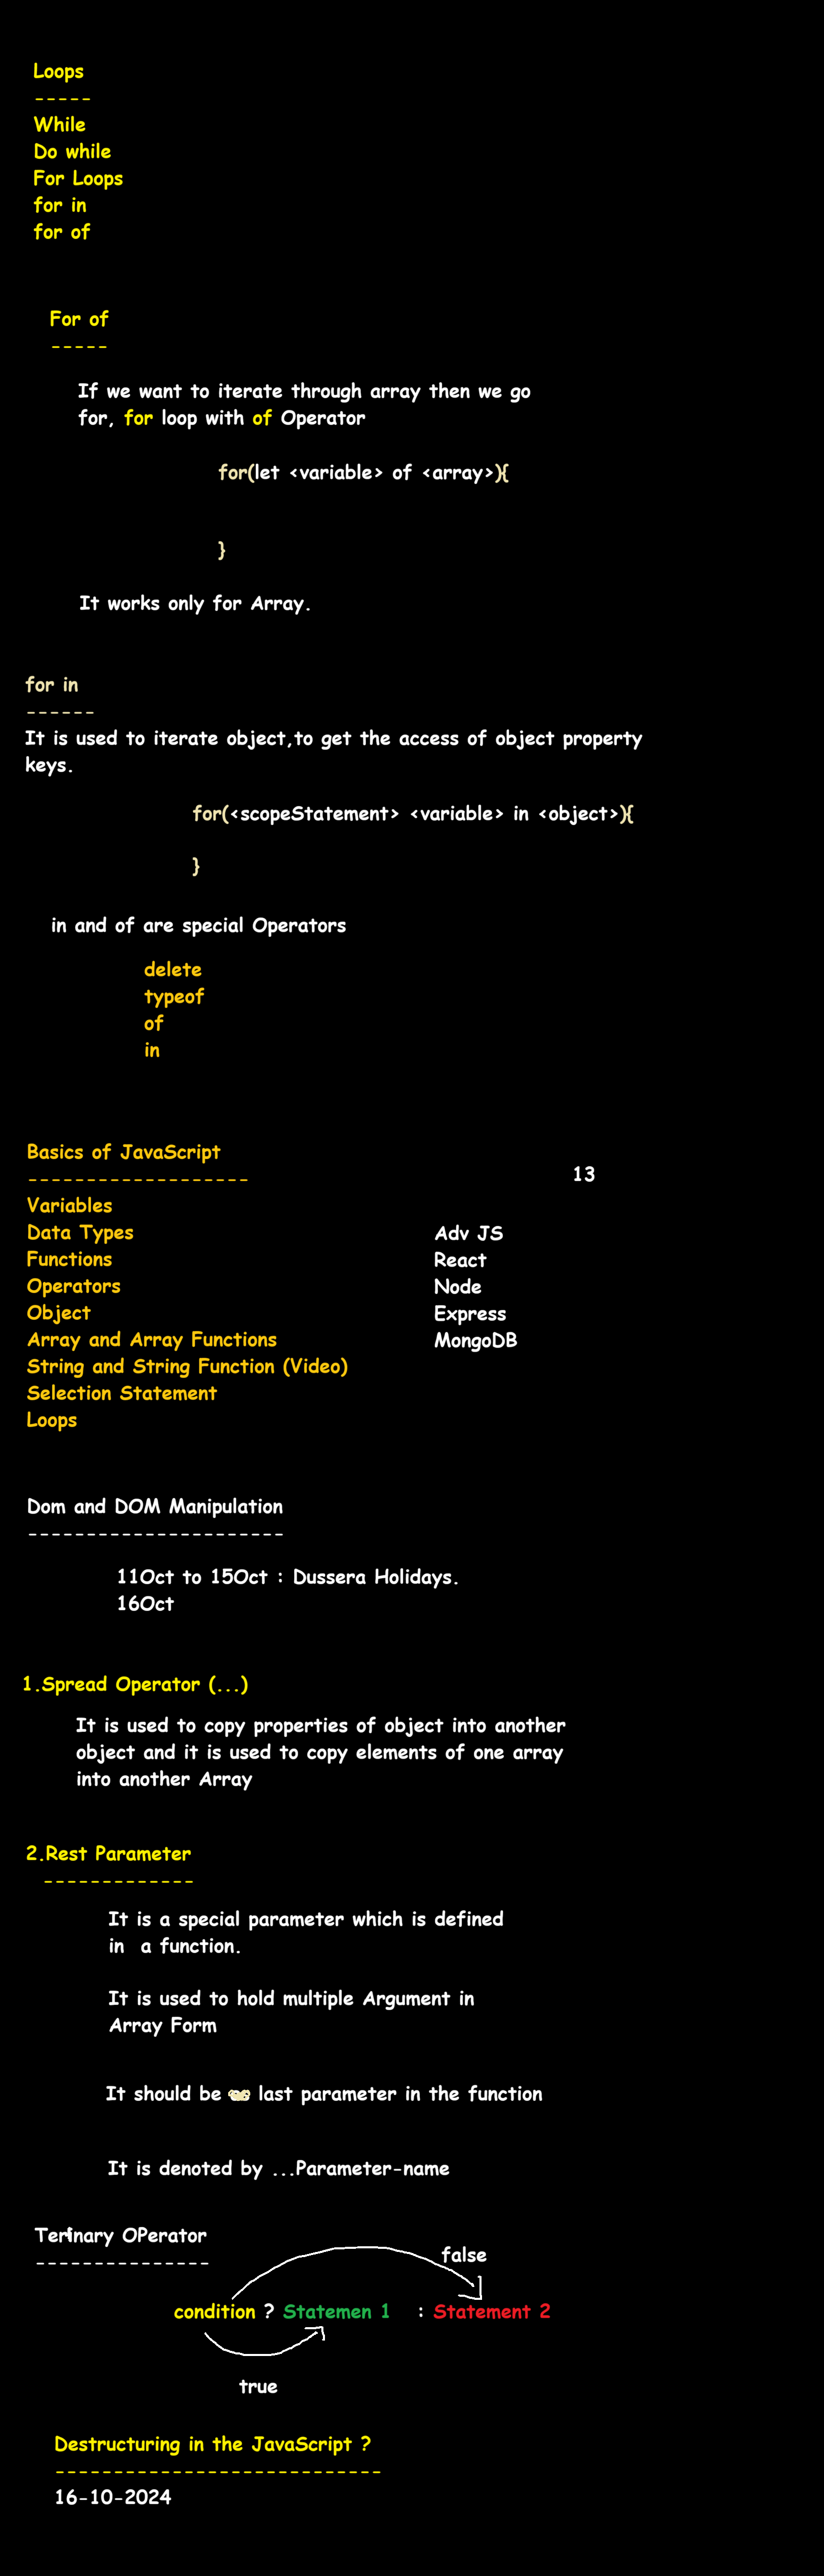 Loops
-----
While
Do while
For Loops
for in
for of
For of
-----
If we want to iterate through array then we go
for, for loop with of Operator
for(let <variable> of <array>){
}
It works only for Array.
for in
------
It is used to iterate object,to get the access of object property
keys.
for(<scopeStatement> <variable> in <object>){
}
in and of are special Operators
delete
typeof
of
in
Basics of JavaScript
-------------------
13
Variables
Data Types
Functions
Operators
Object
Array and Array Functions
String and String Function (Video)
Selection Statement
Loops
Adv JS
React
Node
Express
MongoDB
Dom and DOM Manipulation
----------------------
11Oct to 15Oct : Dussera Holidays.
16Oct
1.Spread Operator (...)
It is used to copy properties of object into another
object and it is used to copy elements of one array
into another Array
2.Rest Parameter
-------------
It is a special parameter which is defined
in a function.
It is used to hold multiple Argument in
Array Form
It should be last parameter in the function
It is denoted by ...Parameter-name
OPerator
---------------
false
condition ? Statemen 1 : Statement 2
true
Destructuring in the JavaScript ?
----------------------------
16-10-2024